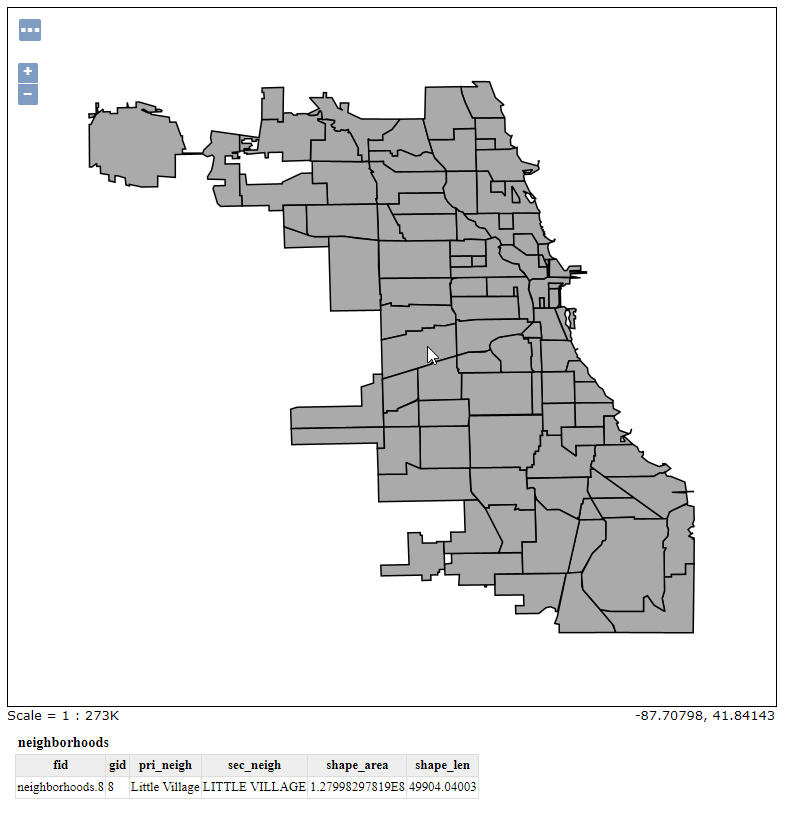 ...
+
−
Scale = 1 : 273K -87.70798, 41.84143
neighborhoods
fid gid pri_neigh sec_neigh shape_area shape_len
neighborhoods.8 8 Little Village LITTLE VILLAGE 1.27998297819E8 49904.04003